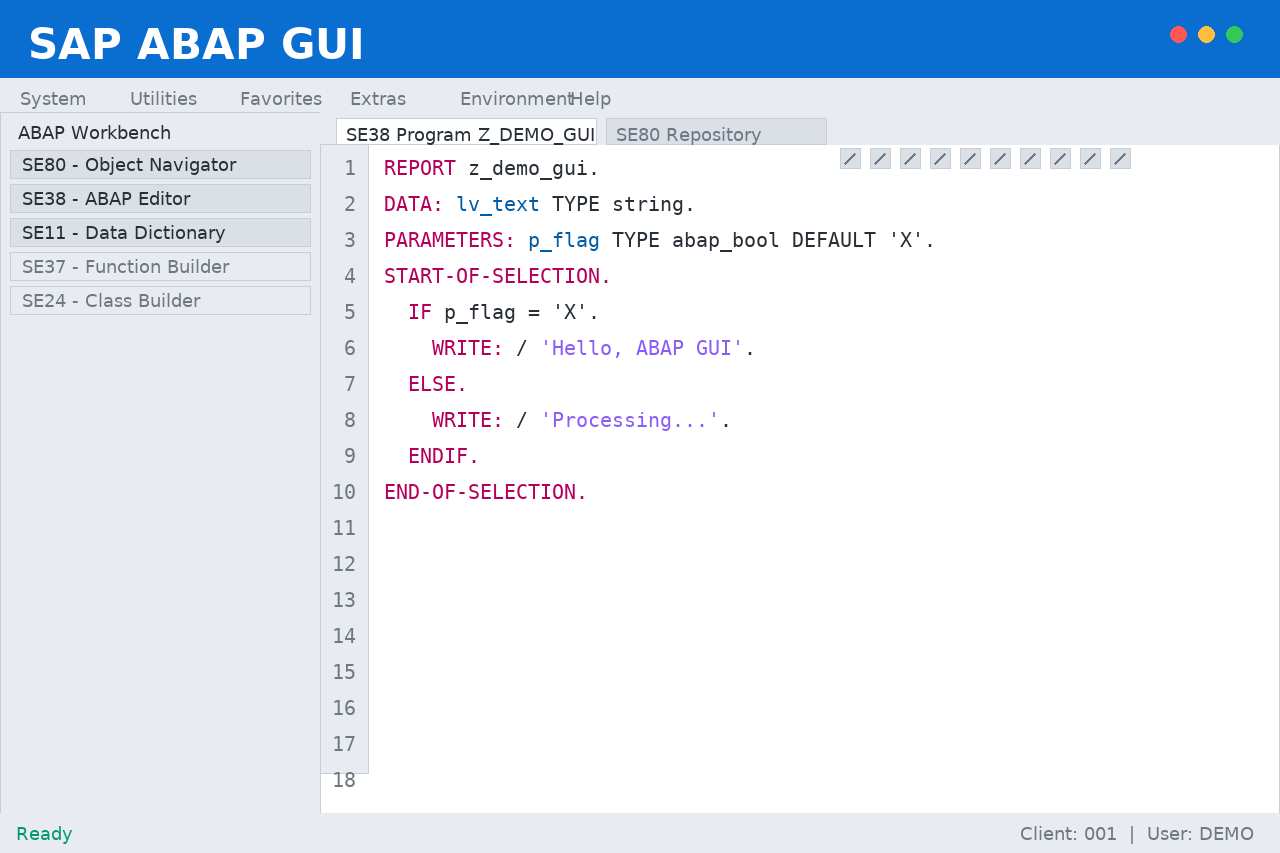 SAP ABAP GUI
System Utilities Favorites Extras Environment Help
ABAP Workbench
SE80 - Object Navigator
SE38 - ABAP Editor
SE11 - Data Dictionary
SE37 - Function Builder
SE24 - Class Builder
SE38 Program Z_DEMO_GUI SE80 Repository
1 REPORT z_demo_gui.
2 DATA: lv_text TYPE string.
3 PARAMETERS: p_flag TYPE abap_bool DEFAULT 'X'.
4 START-OF-SELECTION.
5   IF p_flag = 'X'.
6     WRITE: / 'Hello, ABAP GUI'.
7   ELSE.
8     WRITE: / 'Processing...'.
9   ENDIF.
10 END-OF-SELECTION.
11
12
13
14
15
16
17
18
Ready Client: 001 | User: DEMO